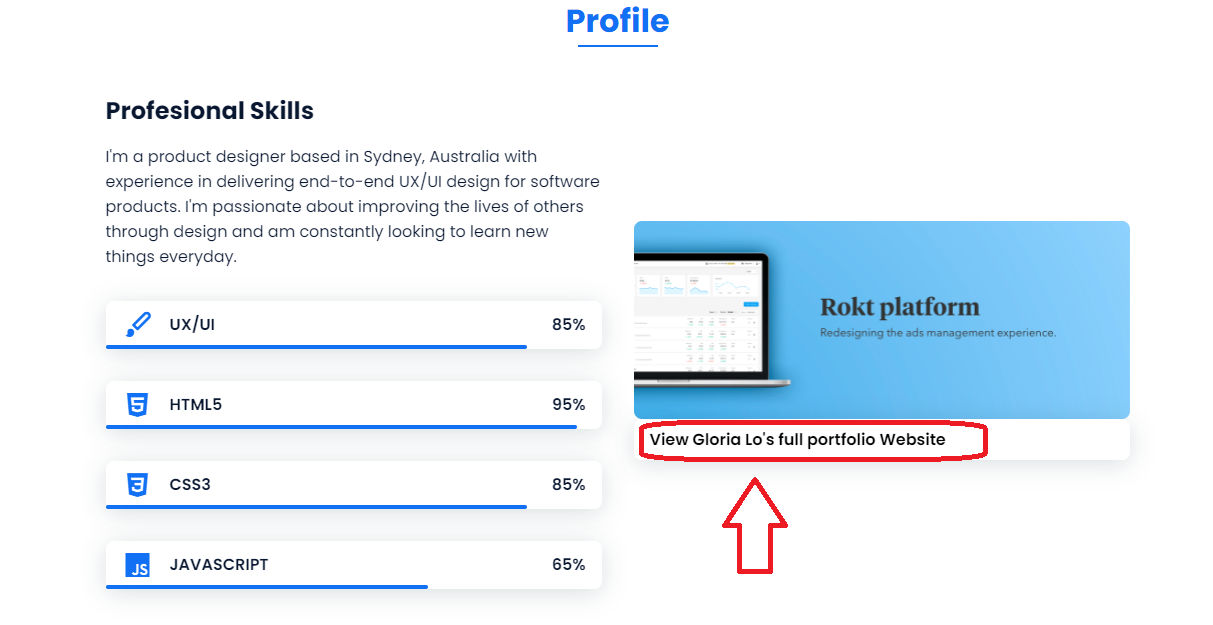 Profile
Profesional Skills
I'm a product designer based in Sydney, Australia with
experience in delivering end-to-end UX/UI design for software
products. I'm passionate about improving the lives of others
through design and am constantly looking to learn new
things everyday.
UX/UI 85%
HTML5 95%
CSS3 85%
JS JAVASCRIPT 65%
Rokt platform
Redesigning the ads management experience.
View Gloria Lo's full portfolio Website